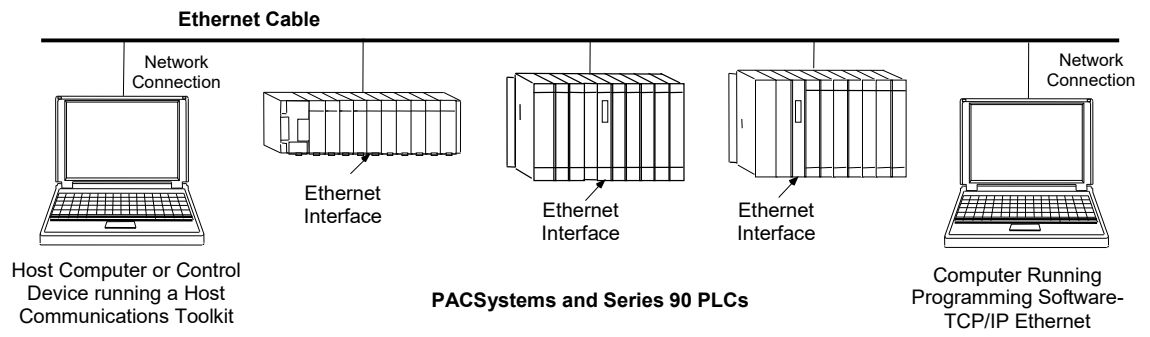 Ethernet Cable
Network
Connection
Network
Connection
Ethernet
Interface
Ethernet
Interface
Ethernet
Interface
Host Computer or Control
Device running a Host
Communications Toolkit
PACSystems and Series 90 PLCs
Computer Running
Programming Software-
TCP/IP Ethernet